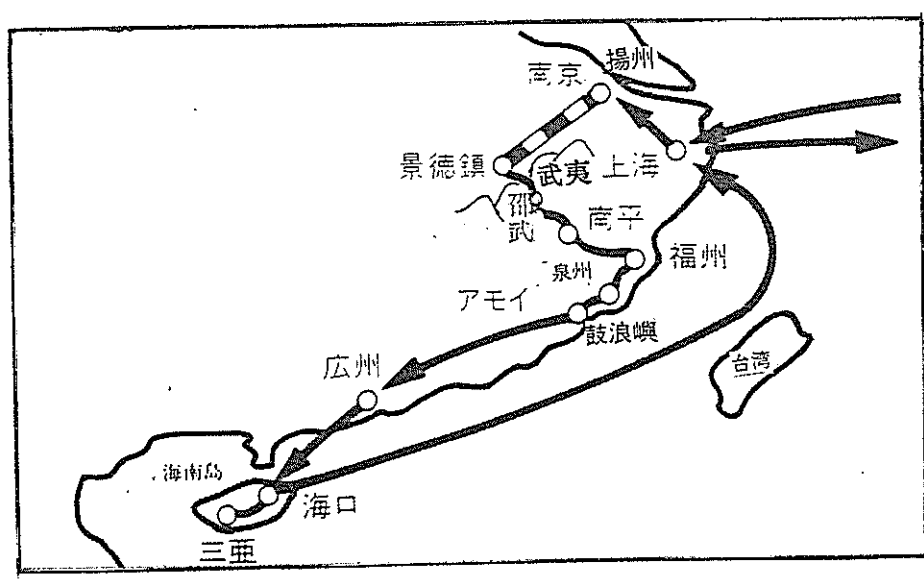 揚州
南京
景徳鎮
武夷
上海
邵武
南平
福州
泉州
アモイ
鼓浪嶼
広州
台湾
海南島
海口
三亜